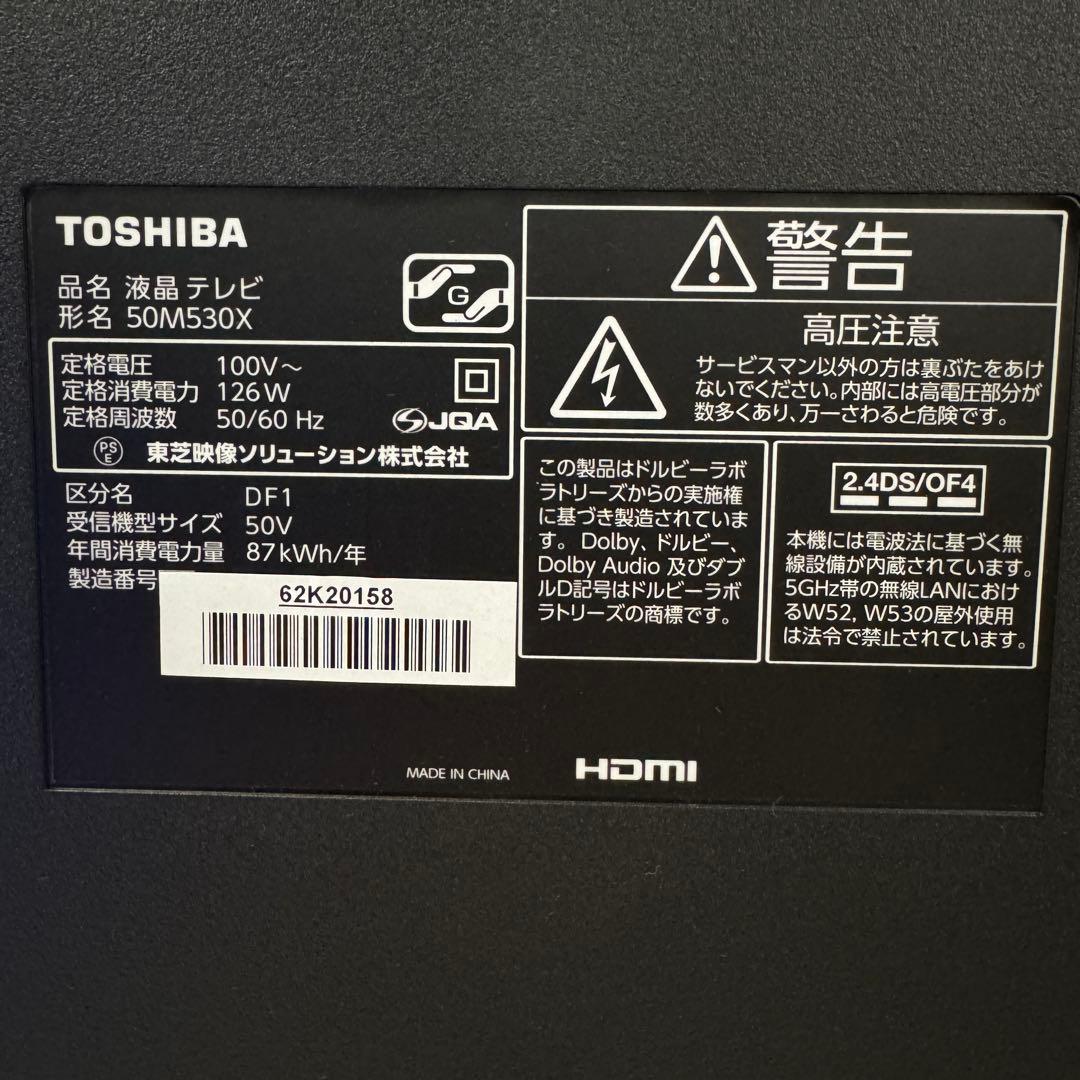 TOSHIBA
品名 液晶テレビ
形名 50M530X
G
定格電圧 100V～
定格消費電力 126W
定格周波数 50/60 Hz
JQA
PS
E
東芝映像ソリューション株式会社
区分名 DF1
受信機型サイズ 50V
年間消費電力量 87kWh/年
製造番号
62K20158
MADE IN CHINA
HDMI
警告
高圧注意
サービスマン以外の方は裏ぶたをあけ
ないでください。内部には高電圧部分が
数多くあり、万一さわると危険です。
この製品はドルビーラボ
ラトリーズからの実施権
に基づき製造されていま
す。Dolby、ドルビー、
Dolby Audio 及びダブ
ルD記号はドルビーラボ
ラトリーズの商標です。
2.4DS/OF4
本機には電波法に基づく無
線設備が内蔵されています。
5GHz帯の無線LANにおけ
るW52, W53の屋外使用
は法令で禁止されています。